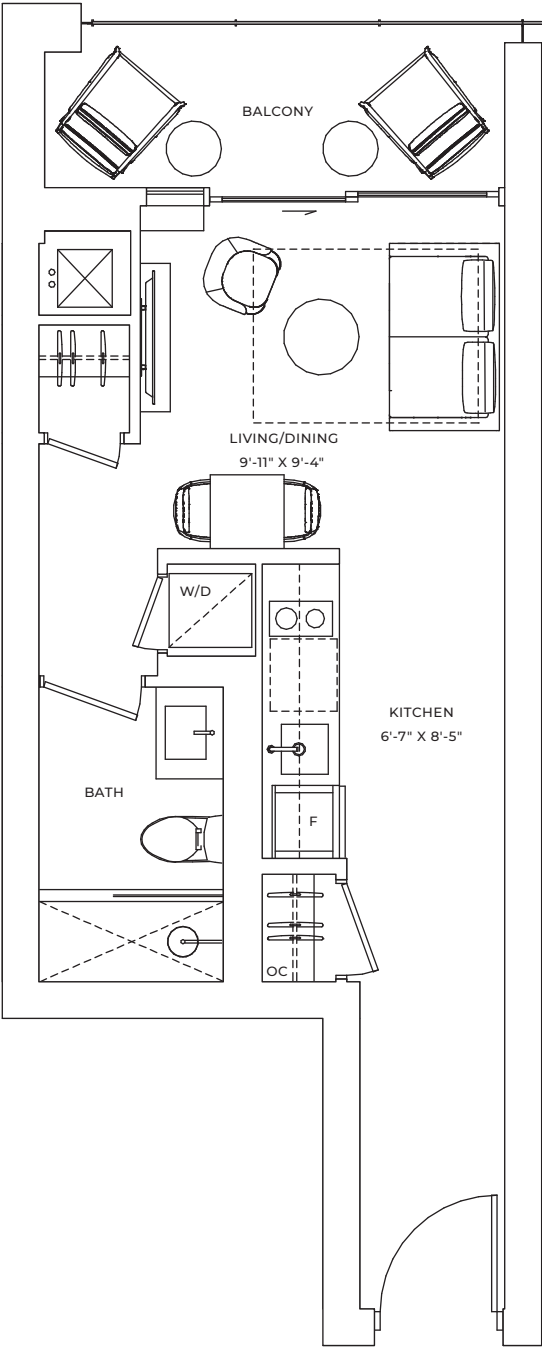 BALCONY
LIVING/DINING
9'-11" X 9'-4"
W/D
KITCHEN
6'-7" X 8'-5"
BATH
F
OC